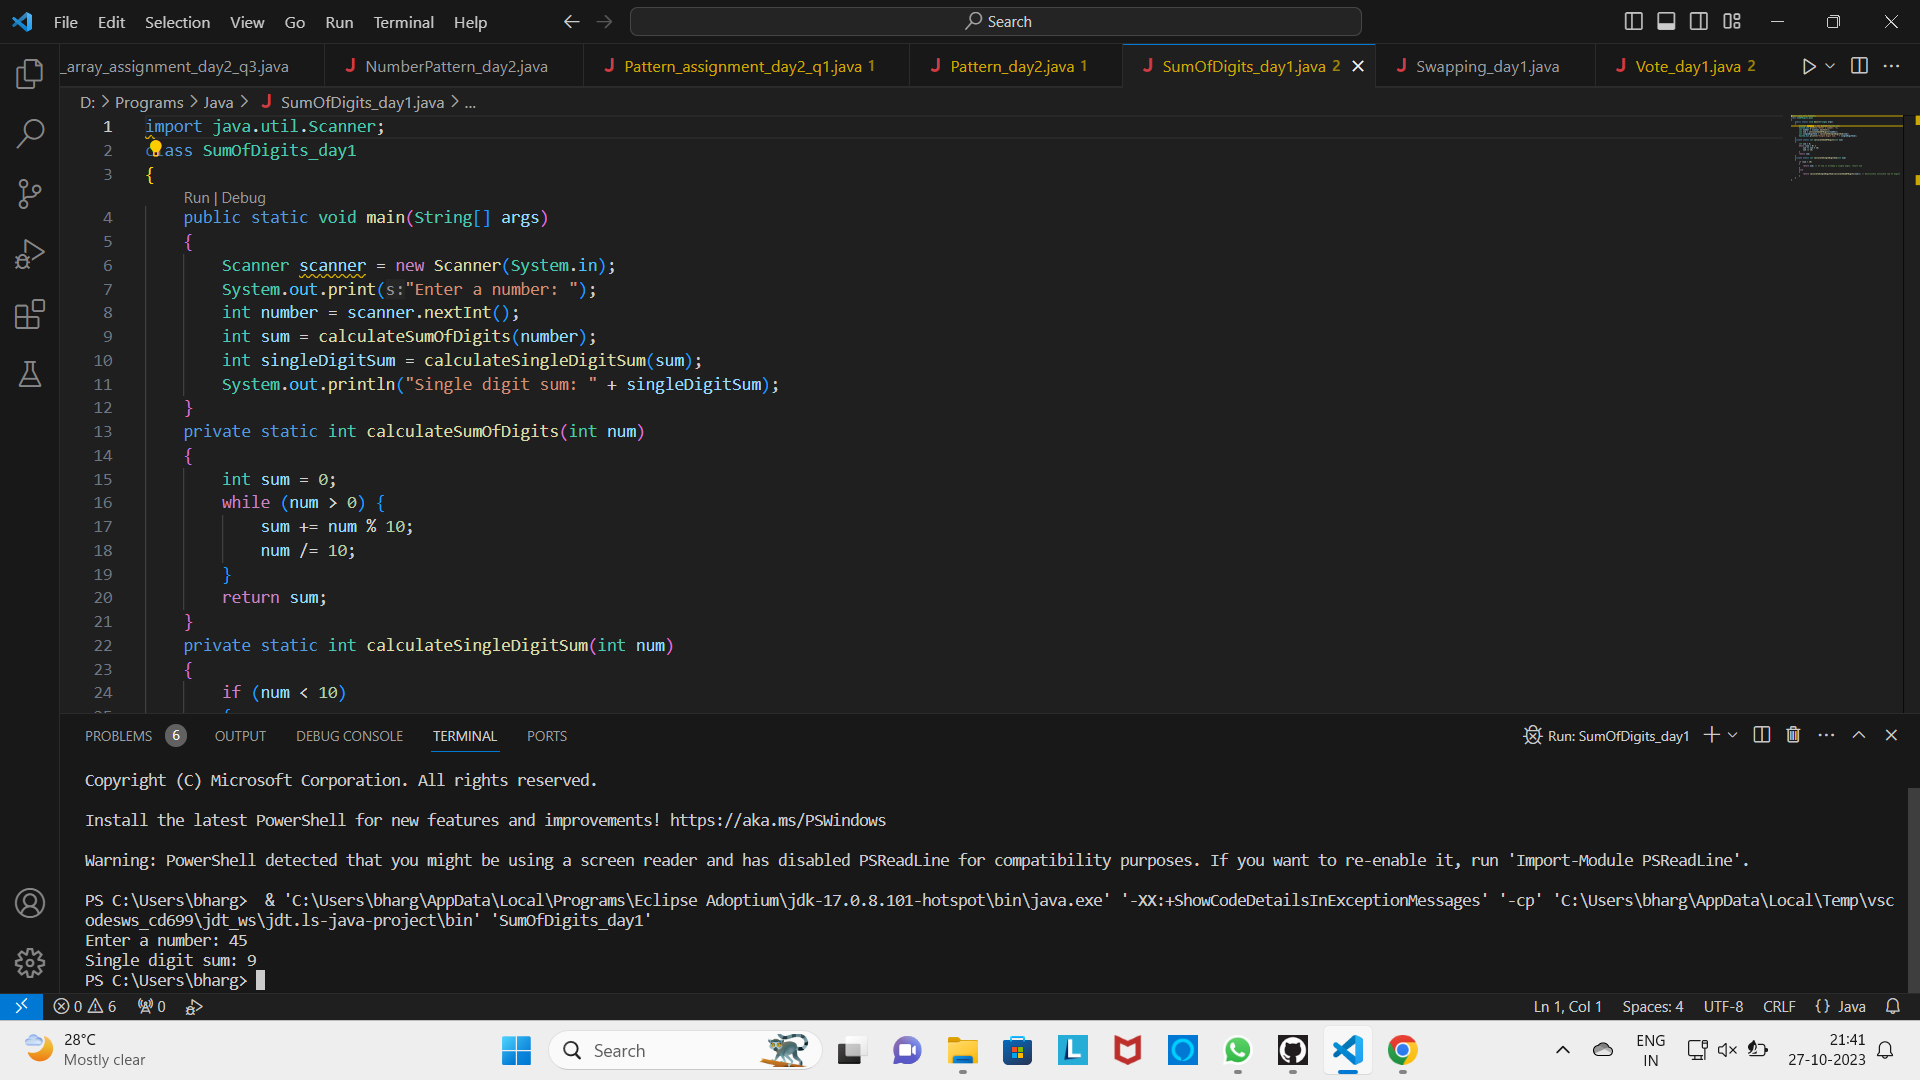 File Edit Selection View Go Run Terminal Help Search
_array_assignment_day2_q3.java NumberPattern_day2.java Pattern_assignment_day2_q1.java 1 Pattern_day2.java 1 SumOfDigits_day1.java 2 Swapping_day1.java Vote_day1.java 2
D: > Programs > Java > SumOfDigits_day1.java > ...
1 import java.util.Scanner;
2 class SumOfDigits_day1
3 {
Run | Debug
4 public static void main(String[] args)
5 {
6 Scanner scanner = new Scanner(System.in);
7 System.out.print(s:"Enter a number: ");
8 int number = scanner.nextInt();
9 int sum = calculateSumOfDigits(number);
10 int singleDigitSum = calculateSingleDigitSum(sum);
11 System.out.println("Single digit sum: " + singleDigitSum);
12 }
13 private static int calculateSumOfDigits(int num)
14 {
15 int sum = 0;
16 while (num > 0) {
17 sum += num % 10;
18 num /= 10;
19 }
20 return sum;
21 }
22 private static int calculateSingleDigitSum(int num)
23 {
24 if (num < 10)
PROBLEMS 6 OUTPUT DEBUG CONSOLE TERMINAL PORTS Run: SumOfDigits_day1
Copyright (C) Microsoft Corporation. All rights reserved.
Install the latest PowerShell for new features and improvements! https://aka.ms/PSWindows
Warning: PowerShell detected that you might be using a screen reader and has disabled PSReadLine for compatibility purposes. If you want to re-enable it, run 'Import-Module PSReadLine'.
PS C:\Users\bharg>  & 'C:\Users\bharg\AppData\Local\Programs\Eclipse Adoptium\jdk-17.0.8.101-hotspot\bin\java.exe' '-XX:+ShowCodeDetailsInExceptionMessages' '-cp' 'C:\Users\bharg\AppData\Local\Temp\vsc
odesws_cd699\jdt_ws\jdt.ls-java-project\bin' 'SumOfDigits_day1'
Enter a number: 45
Single digit sum: 9
PS C:\Users\bharg>
0 6 0 Ln 1, Col 1 Spaces: 4 UTF-8 CRLF {} Java
28°C
Mostly clear
Search
ENG
IN
21:41
27-10-2023